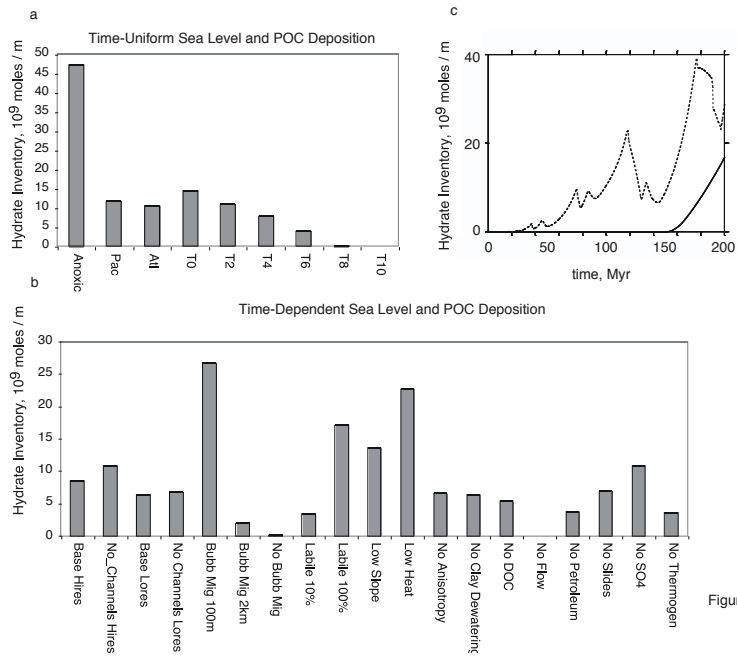 a
Time-Uniform Sea Level and POC Deposition
Hydrate Inventory, 10⁹ moles / m
50
45
40
35
30
25
20
15
10
5
0
Anoxic
Pac
Atl
T0
T2
T4
T6
T8
T10
c
Hydrate Inventory, 10⁹ moles / m
40
20
0
0
50
100
150
200
time, Myr
b
Time-Dependent Sea Level and POC Deposition
Hydrate Inventory, 10⁹ moles / m
30
25
20
15
10
5
0
Base Hires
No_Channels Hires
Base Lores
No Channels Lores
Bubb Mig 100m
Bubb Mig 2km
No Bubb Mig
Labile 10%
Labile 100%
Low Slope
Low Heat
No Anisotropy
No Clay Dewatering
No DOC
No Flow
No Petroleum
No Slides
No SO4
No Thermogen
Figu